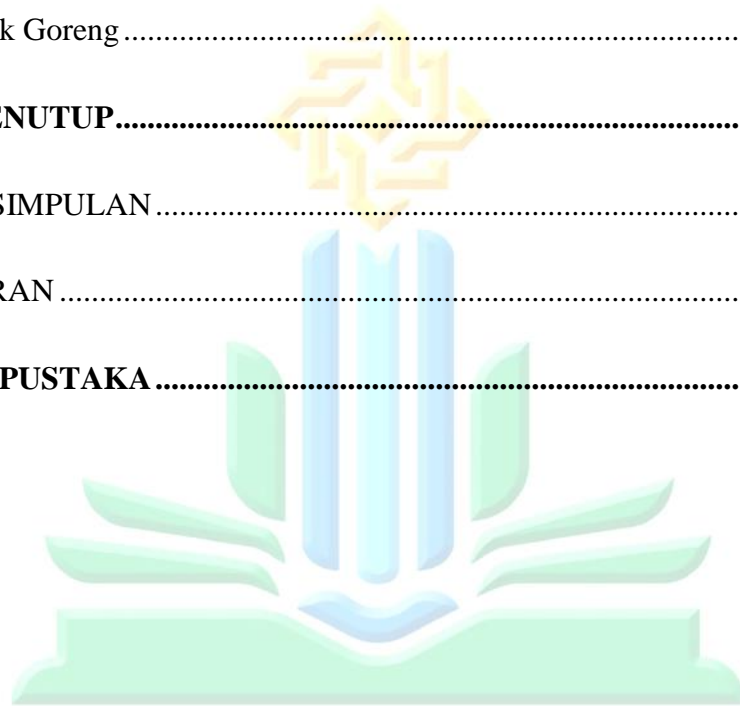 k Goreng..........................................................................
ENUTUP..........................................................................
SIMPULAN.....................................................................
RAN..............................................................................
PUSTAKA.....................................................................